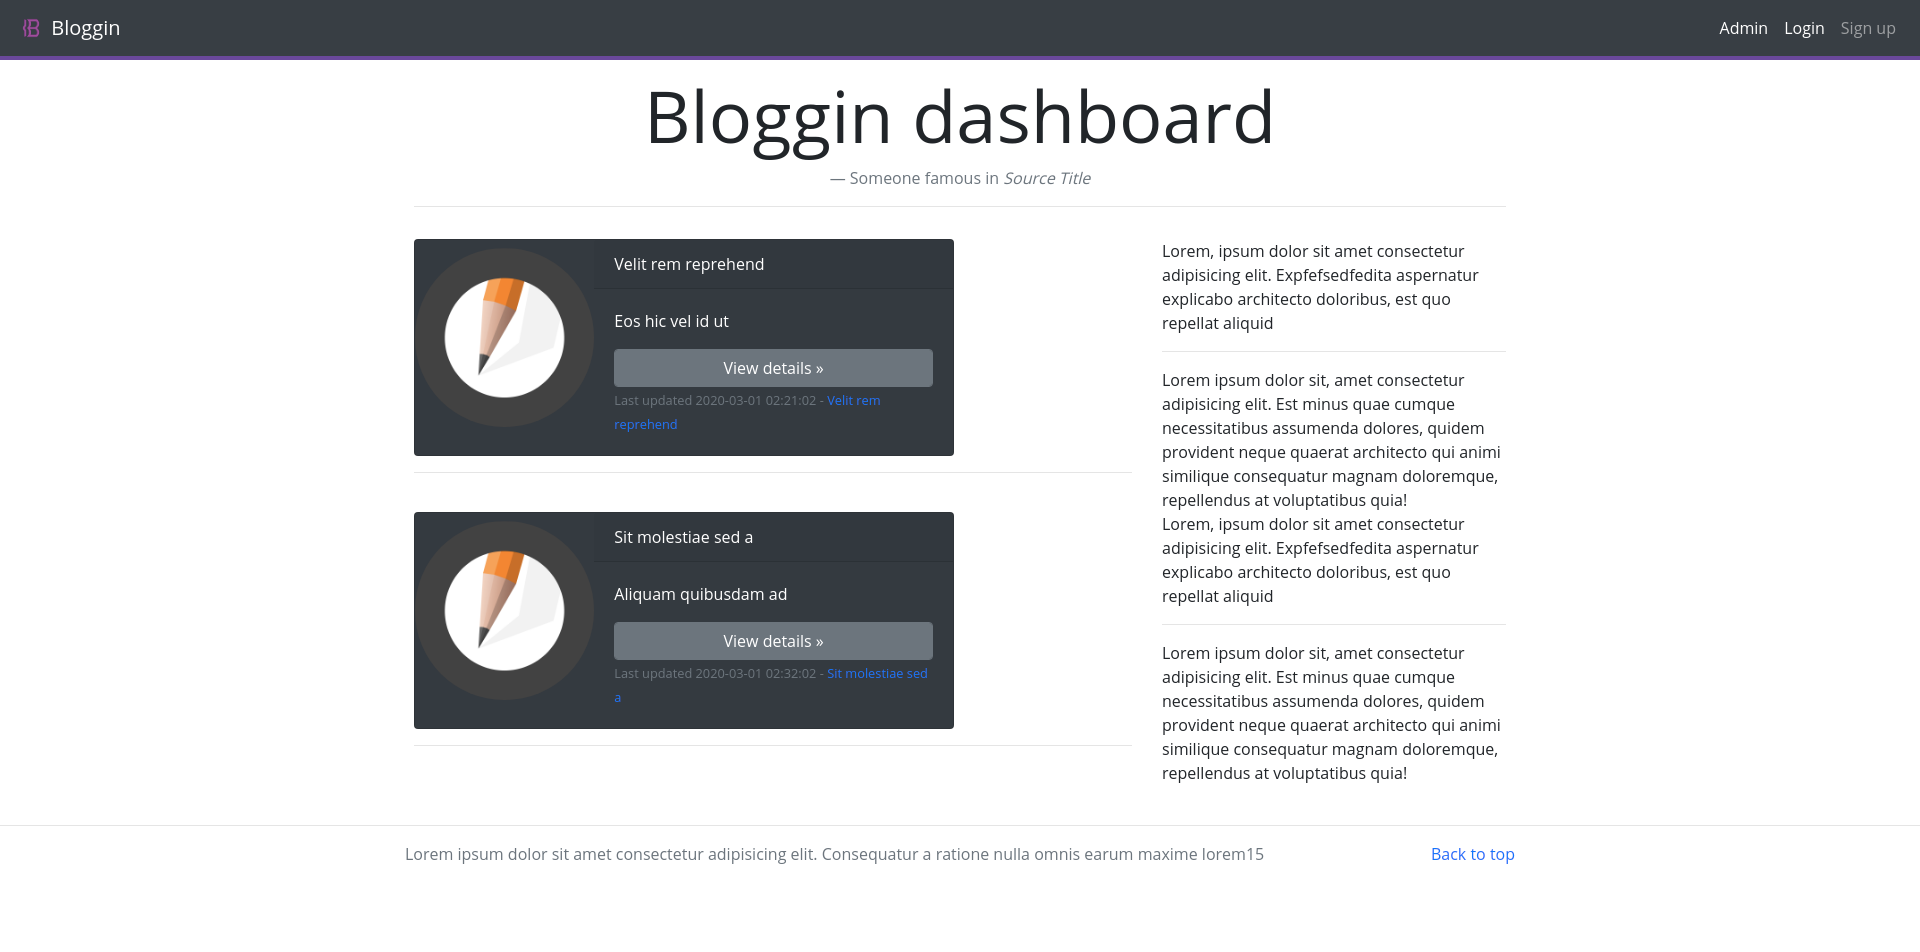 Bloggin
Admin Login Sign up
Bloggin dashboard
— Someone famous in Source Title
Velit rem reprehend
Eos hic vel id ut
View details »
Last updated 2020-03-01 02:21:02 - Velit rem
reprehend
Sit molestiae sed a
Aliquam quibusdam ad
View details »
Last updated 2020-03-01 02:32:02 - Sit molestiae sed
a
Lorem, ipsum dolor sit amet consectetur
adipisicing elit. Expfefsedfedita aspernatur
explicabo architecto doloribus, est quo
repellat aliquid
Lorem ipsum dolor sit, amet consectetur
adipisicing elit. Est minus quae cumque
necessitatibus assumenda dolores, quidem
provident neque quaerat architecto qui animi
similique consequatur magnam doloremque,
repellendus at voluptatibus quia!
Lorem, ipsum dolor sit amet consectetur
adipisicing elit. Expfefsedfedita aspernatur
explicabo architecto doloribus, est quo
repellat aliquid
Lorem ipsum dolor sit, amet consectetur
adipisicing elit. Est minus quae cumque
necessitatibus assumenda dolores, quidem
provident neque quaerat architecto qui animi
similique consequatur magnam doloremque,
repellendus at voluptatibus quia!
Lorem ipsum dolor sit amet consectetur adipisicing elit. Consequatur a ratione nulla omnis earum maxime lorem15
Back to top